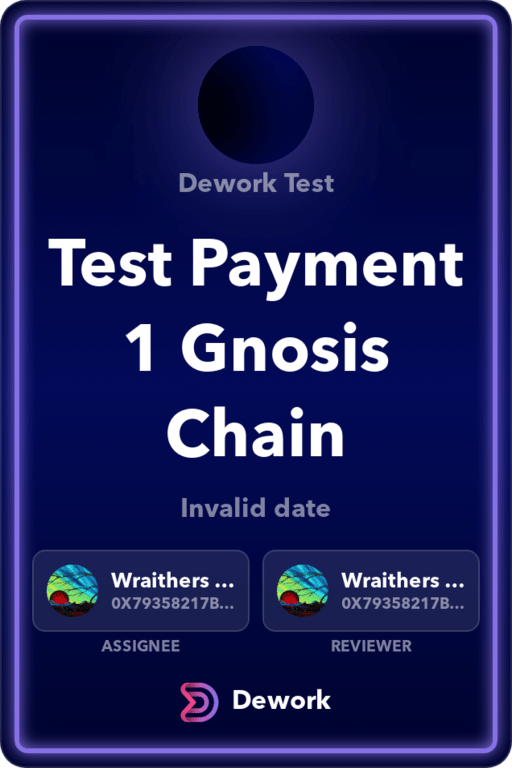 Dework Test
Test Payment
1 Gnosis
Chain
Invalid date
Wraithers ...
0X79358217B...
ASSIGNEE
Wraithers ...
0X79358217B...
REVIEWER
Dework